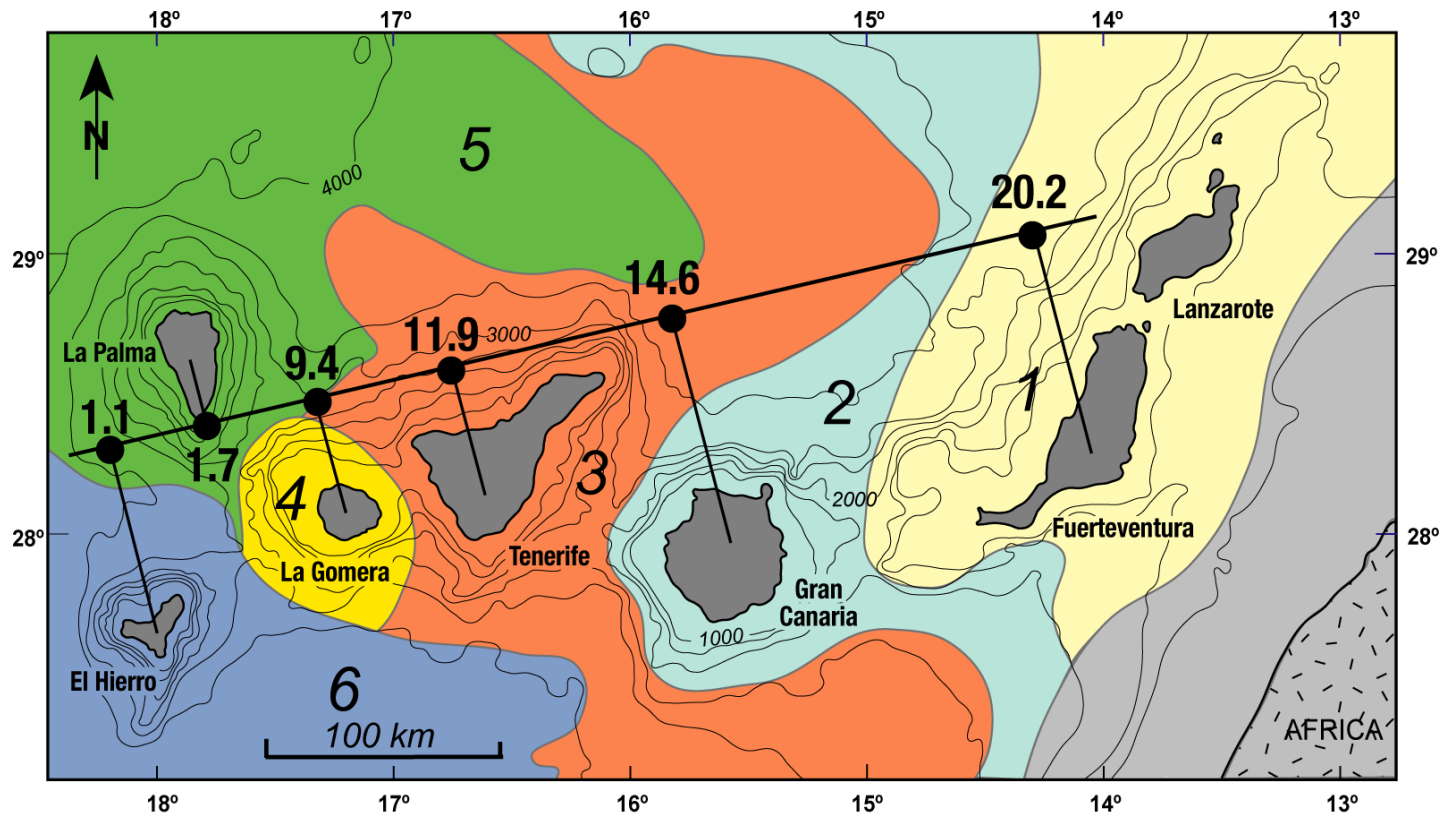 18º 17º 16º 15º 14º 13º
N
5
4000
20.2
29º 29º
14.6
Lanzarote
11.9
3000
La Palma
9.4
1
2
1.1
1.7
3
4
2000
Fuerteventura
28º 28º
Tenerife
La Gomera
Gran
Canaria
1000
El Hierro
6
AFRICA
100 km
18º 17º 16º 15º 14º 13º